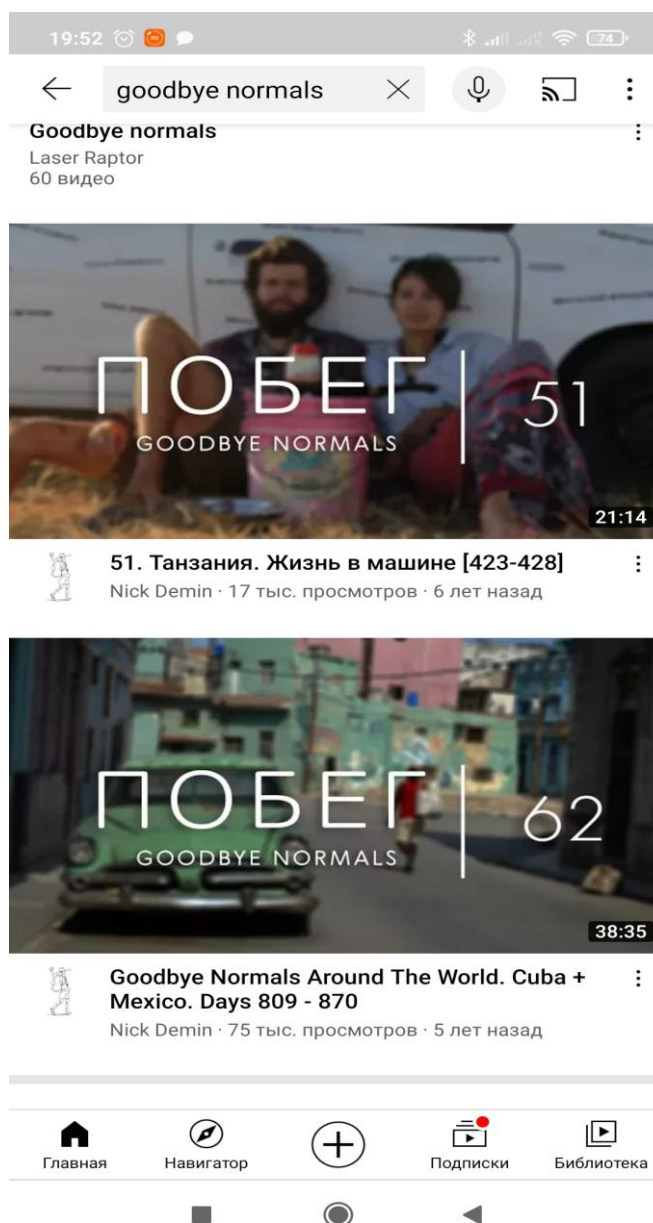 19:52
74
goodbye normals
Goodbye normals
Laser Raptor
60 видео
ПОБЕГ | 51
GOODBYE NORMALS
21:14
51. Танзания. Жизнь в машине [423-428]
Nick Demin · 17 тыс. просмотров · 6 лет назад
ПОБЕГ | 62
GOODBYE NORMALS
38:35
Goodbye Normals Around The World. Cuba +
Mexico. Days 809 - 870
Nick Demin · 75 тыс. просмотров · 5 лет назад
Главная
Навигатор
Подписки
Библиотека